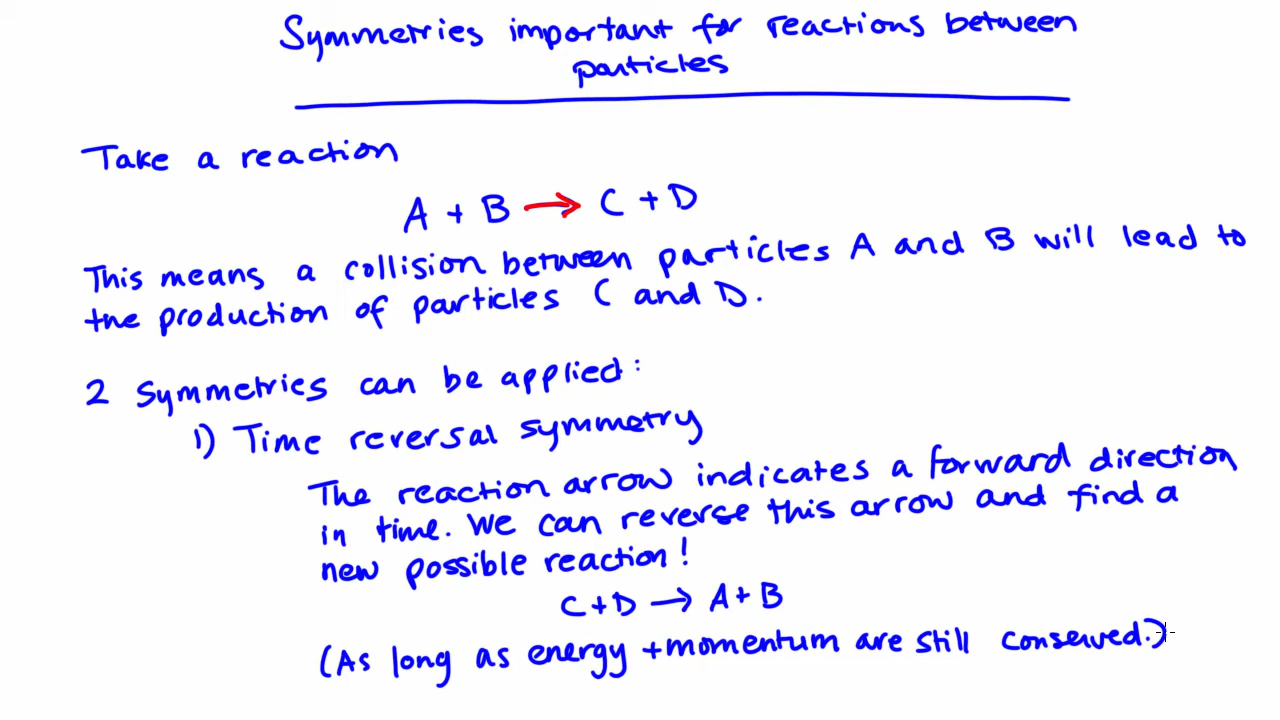 Symmetries important for reactions between
particles
Take a reaction
A + B → C + D
This means a collision between particles A and B will lead to
the production of particles C and D.
2 Symmetries can be applied:
1) Time reversal symmetry
The reaction arrow indicates a forward direction
in time. We can reverse this arrow and find a
new possible reaction!
C + D → A + B
(As long as energy + momentum are still conserved.)